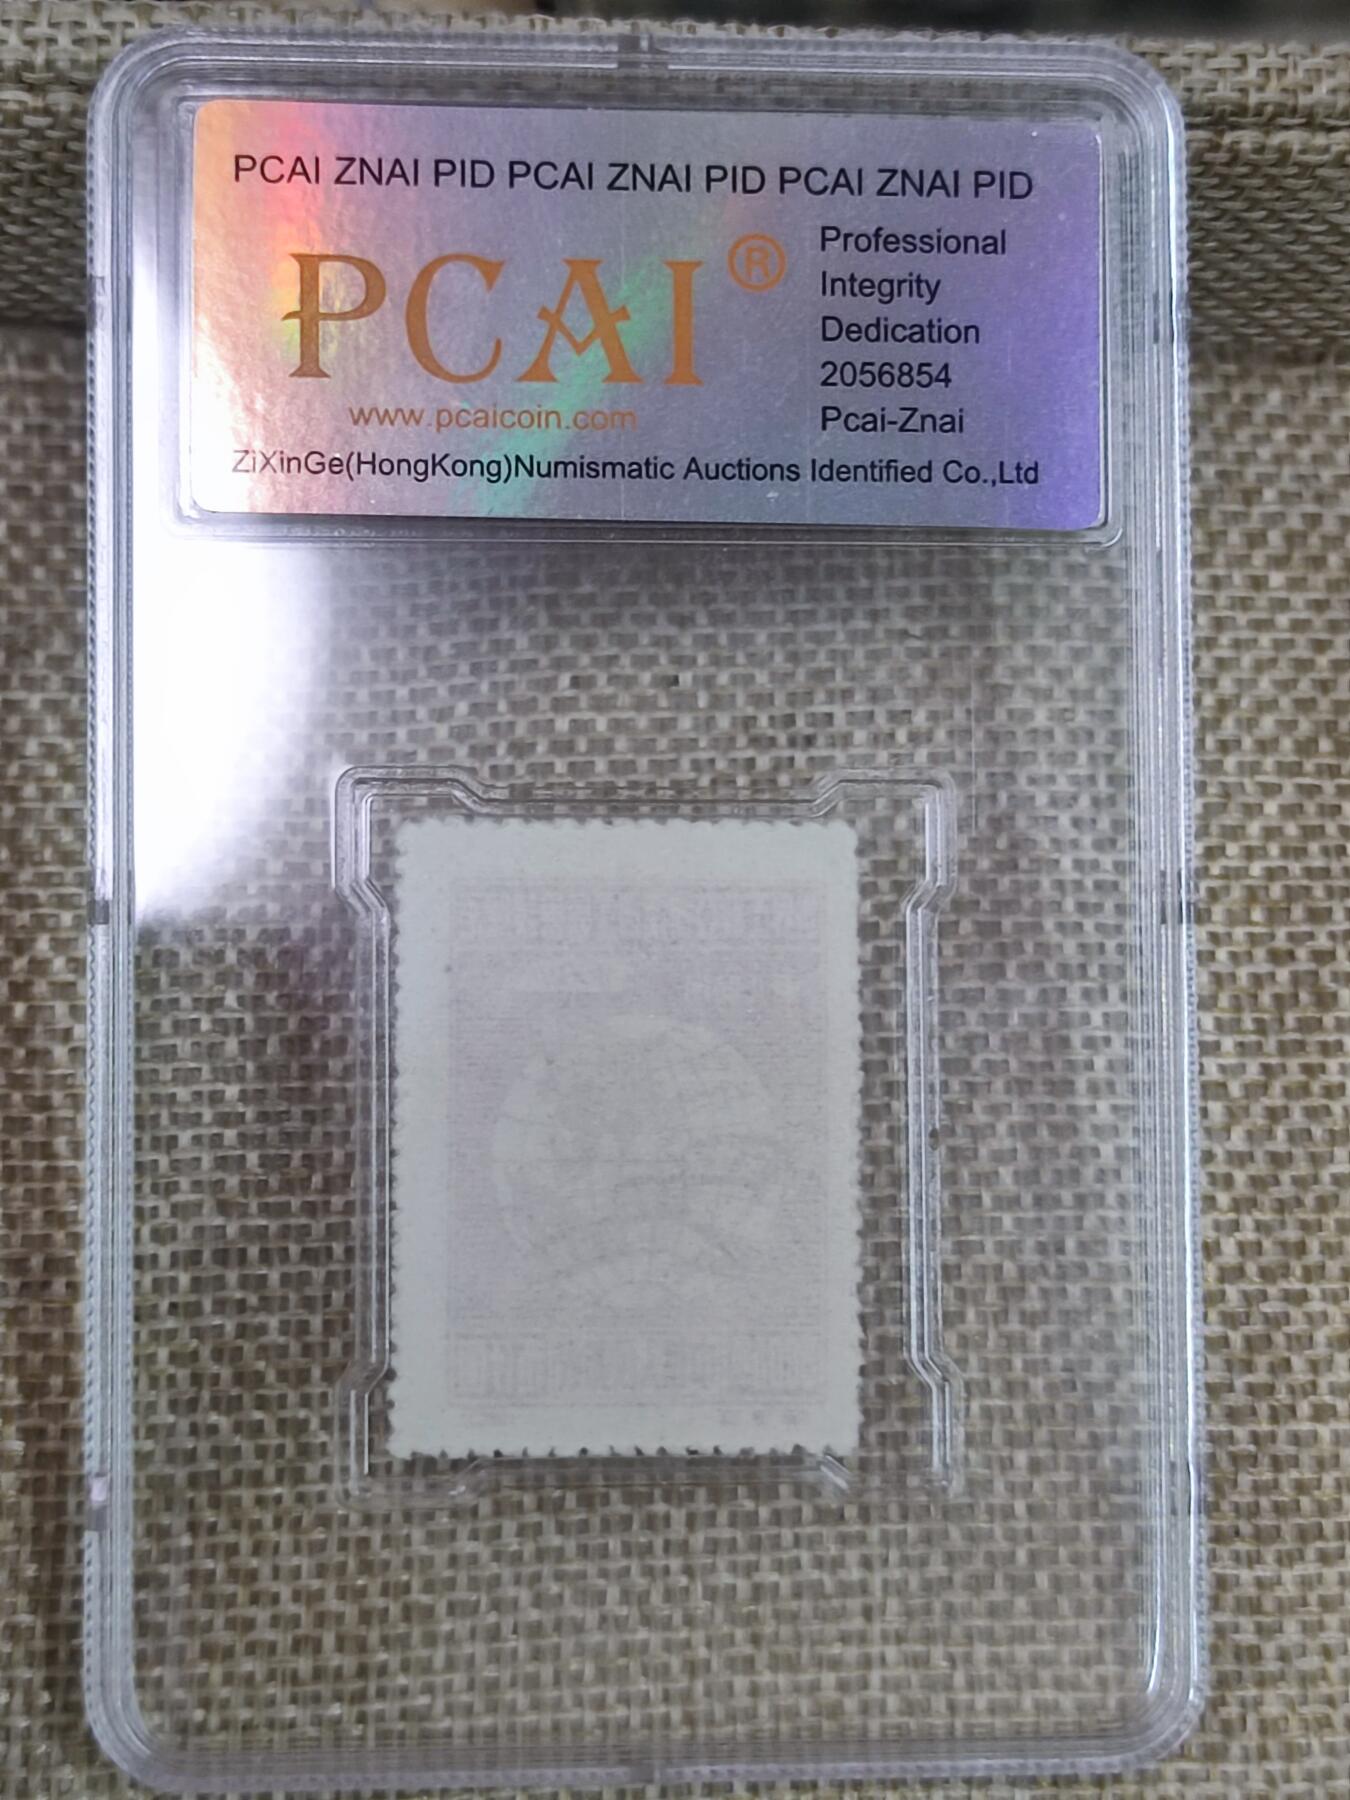 PCAI ZNAI PID PCAI ZNAI PID PCAI ZNAI PID
PCAI®
www.pcaicoin.com
Professional
Integrity
Dedication
2056854
Pcai-Znai
ZiXinGe(HongKong)Numismatic Auctions Identified Co.,Ltd